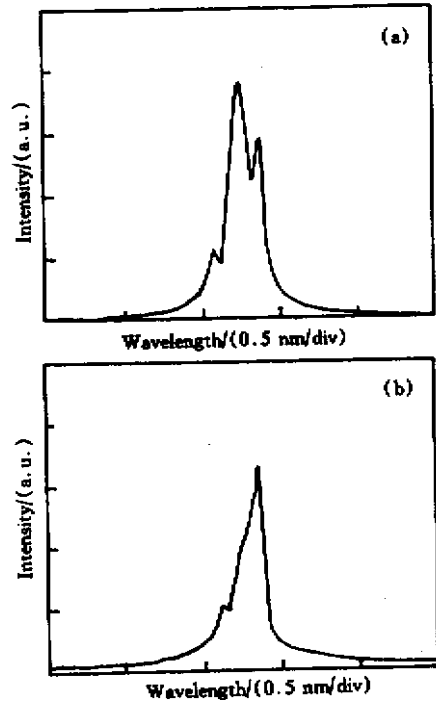 (a)
Intensity/(a.u.)
Wavelength/(0.5 nm/div)
(b)
Intensity/(a.u.)
Wavelength/(0.5 nm/div)